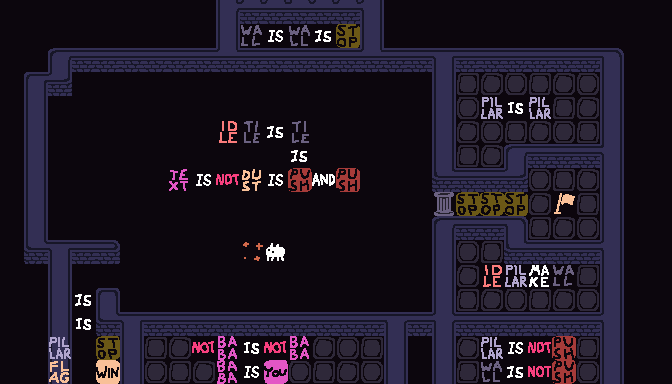 WALL IS WALL IS STOP
PILLAR IS PILLAR
IDLE TILE IS TILE
IS
TEXT IS NOT DUST IS PUSH AND PUSH
STOP STOP STOP
IDLE PILLAR MAKE WALL
IS
IS
PILLAR STOP
NOT BABA IS NOT BABA
PILLAR IS NOT PUSH
FLAG WIN
BABA IS YOU
WALL IS NOT PUSH